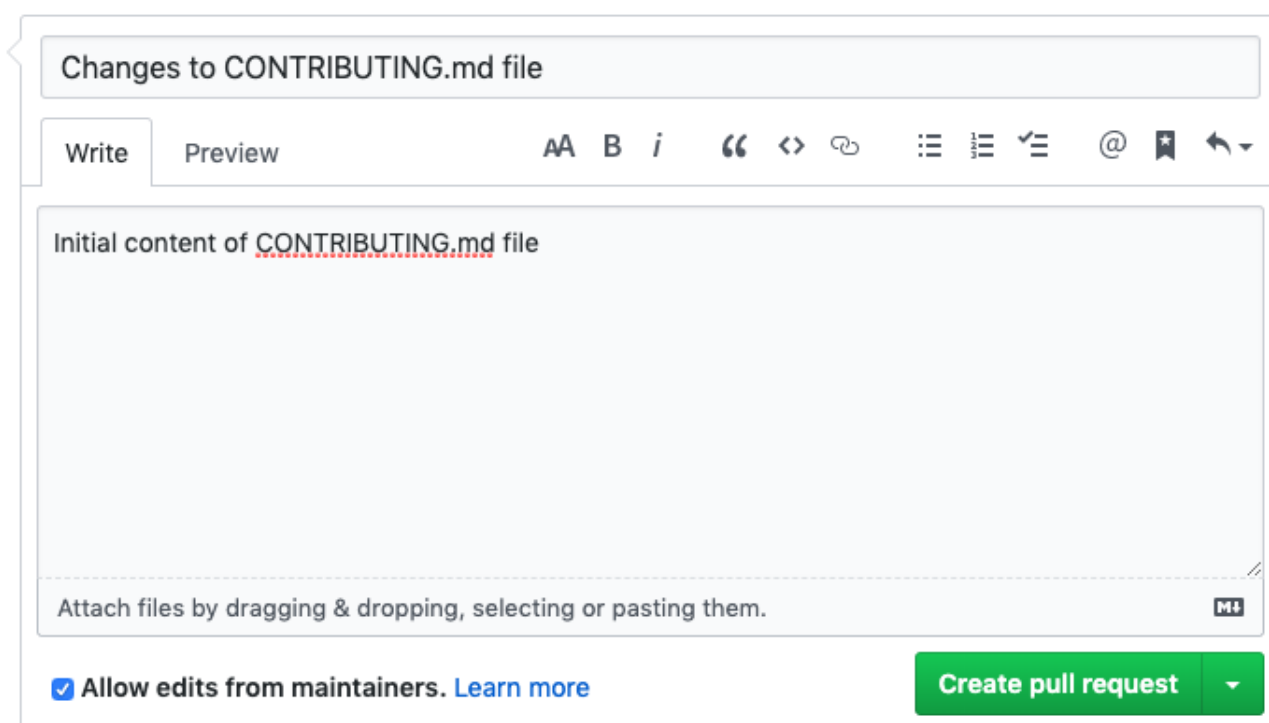 Changes to CONTRIBUTING.md file
Write Preview AA B i “ <> @
Initial content of CONTRIBUTING.md file
Attach files by dragging & dropping, selecting or pasting them. M↓
Allow edits from maintainers. Learn more Create pull request